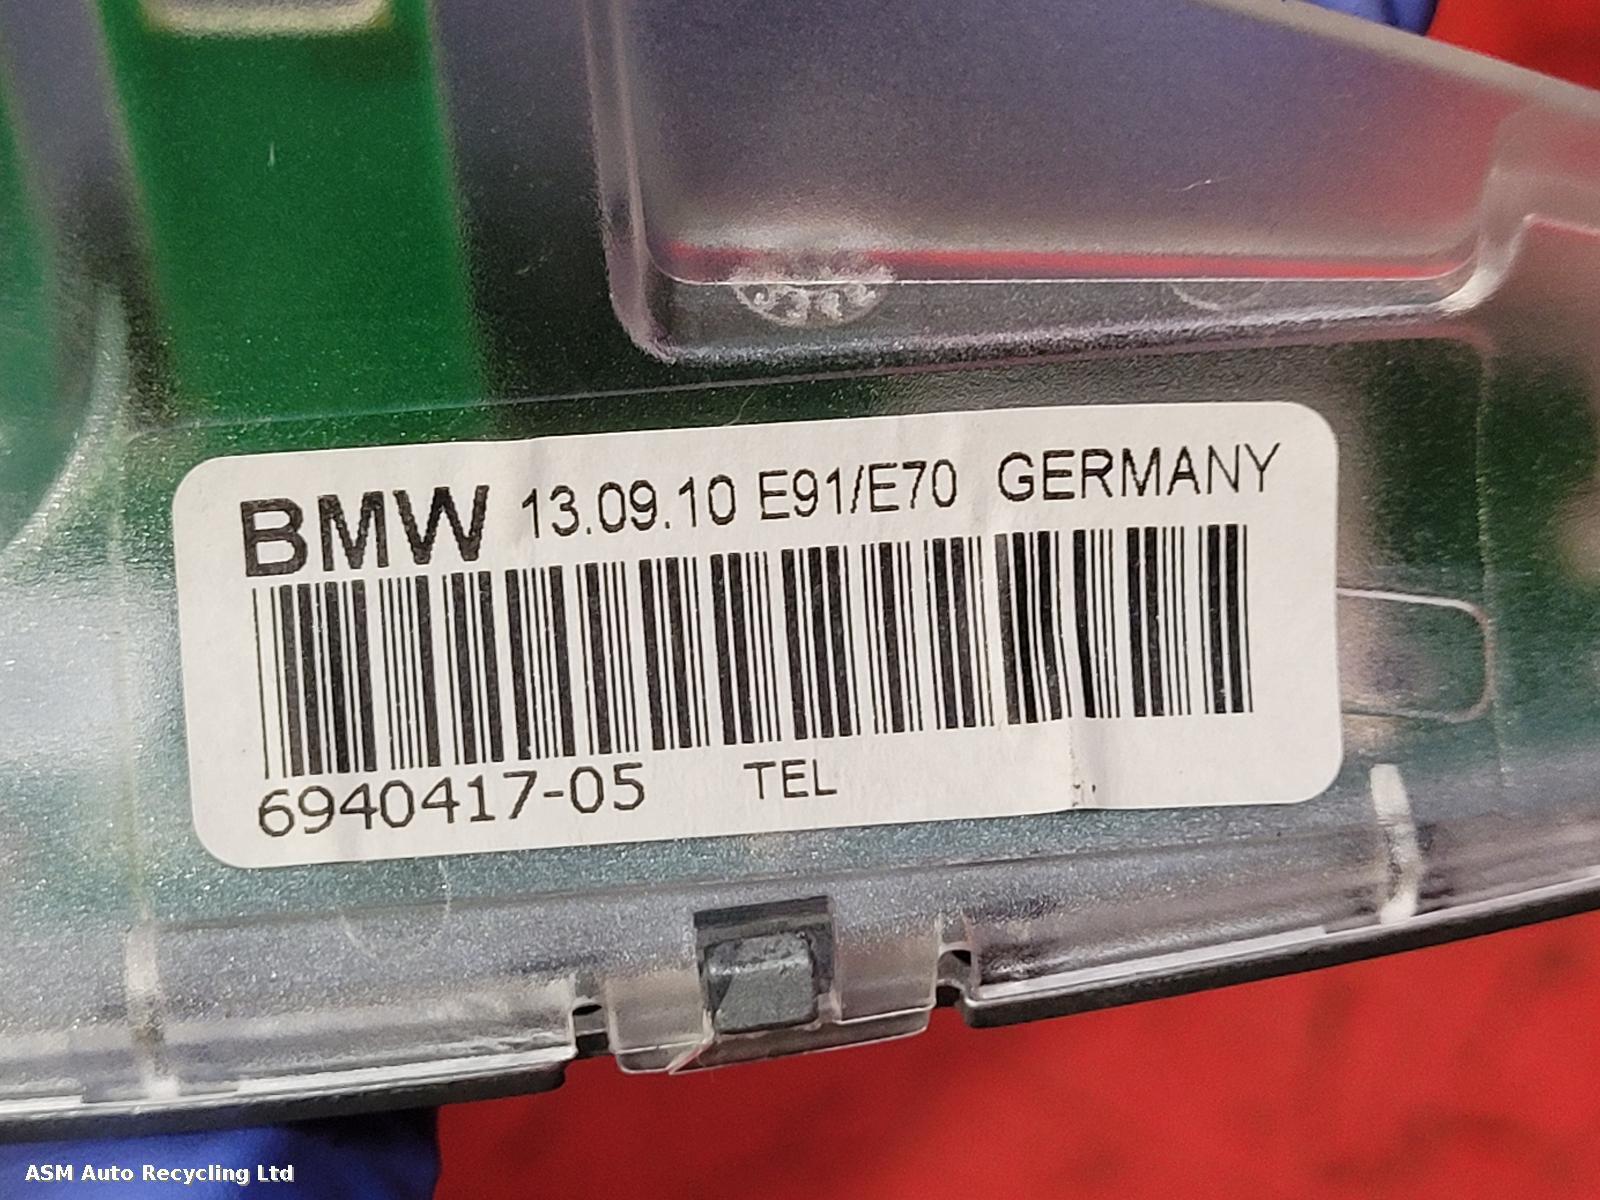 BMW 13.09.10 E91/E70 GERMANY
6940417-05 TEL
ASM Auto Recycling Ltd